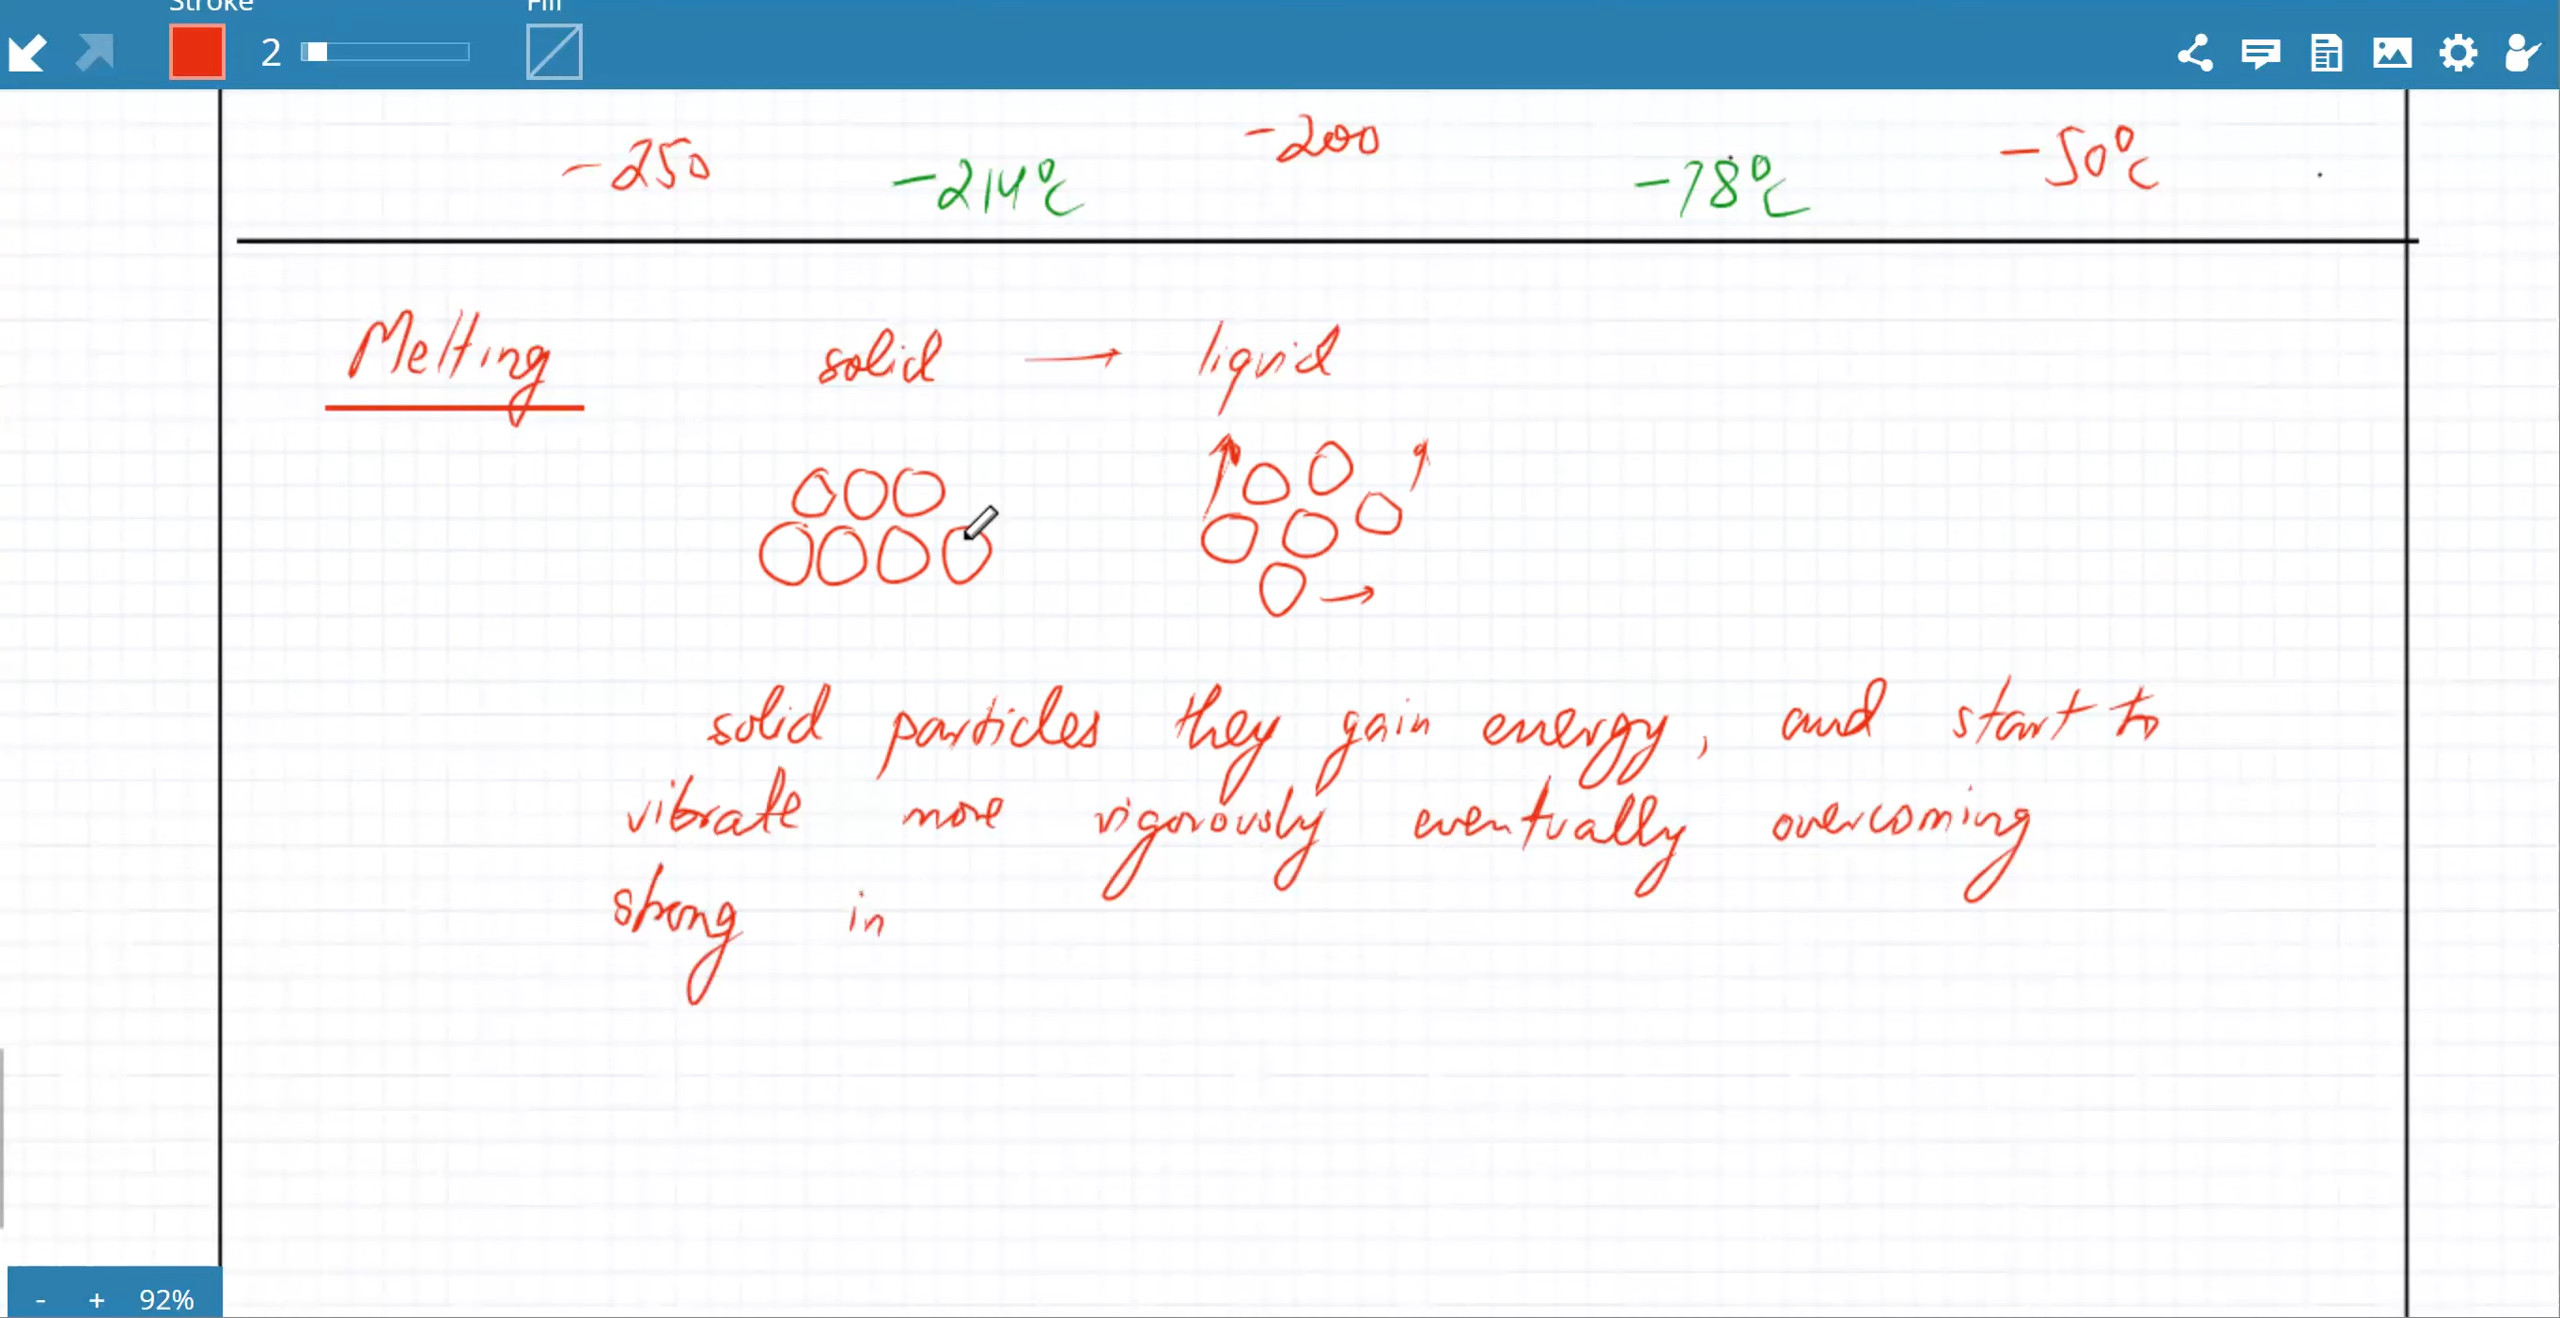 Stroke Fill
2
-250 -214°C -200 -78°C -50°C
Melting solid → liquid
solid particles they gain energy, and start to
vibrate more vigorously eventually overcoming
strong in
- + 92%